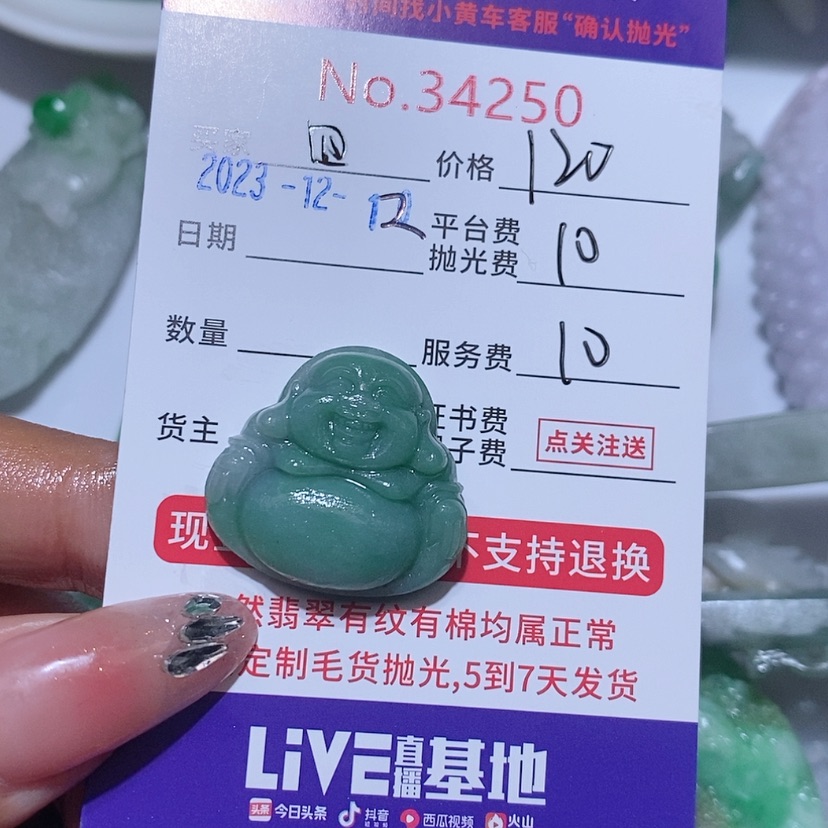 间找小黄车客服“确认抛光”
No.34250
价格 120
2023-12-12
日期
平台费
抛光费 10
数量
服务费 10
货主
证书费
子费
点关注送
现 不支持退换
然翡翠有纹有棉均属正常
定制毛货抛光,5到7天发货
LiVE直播基地
头条 今日头条 抖音 西瓜视频 火山